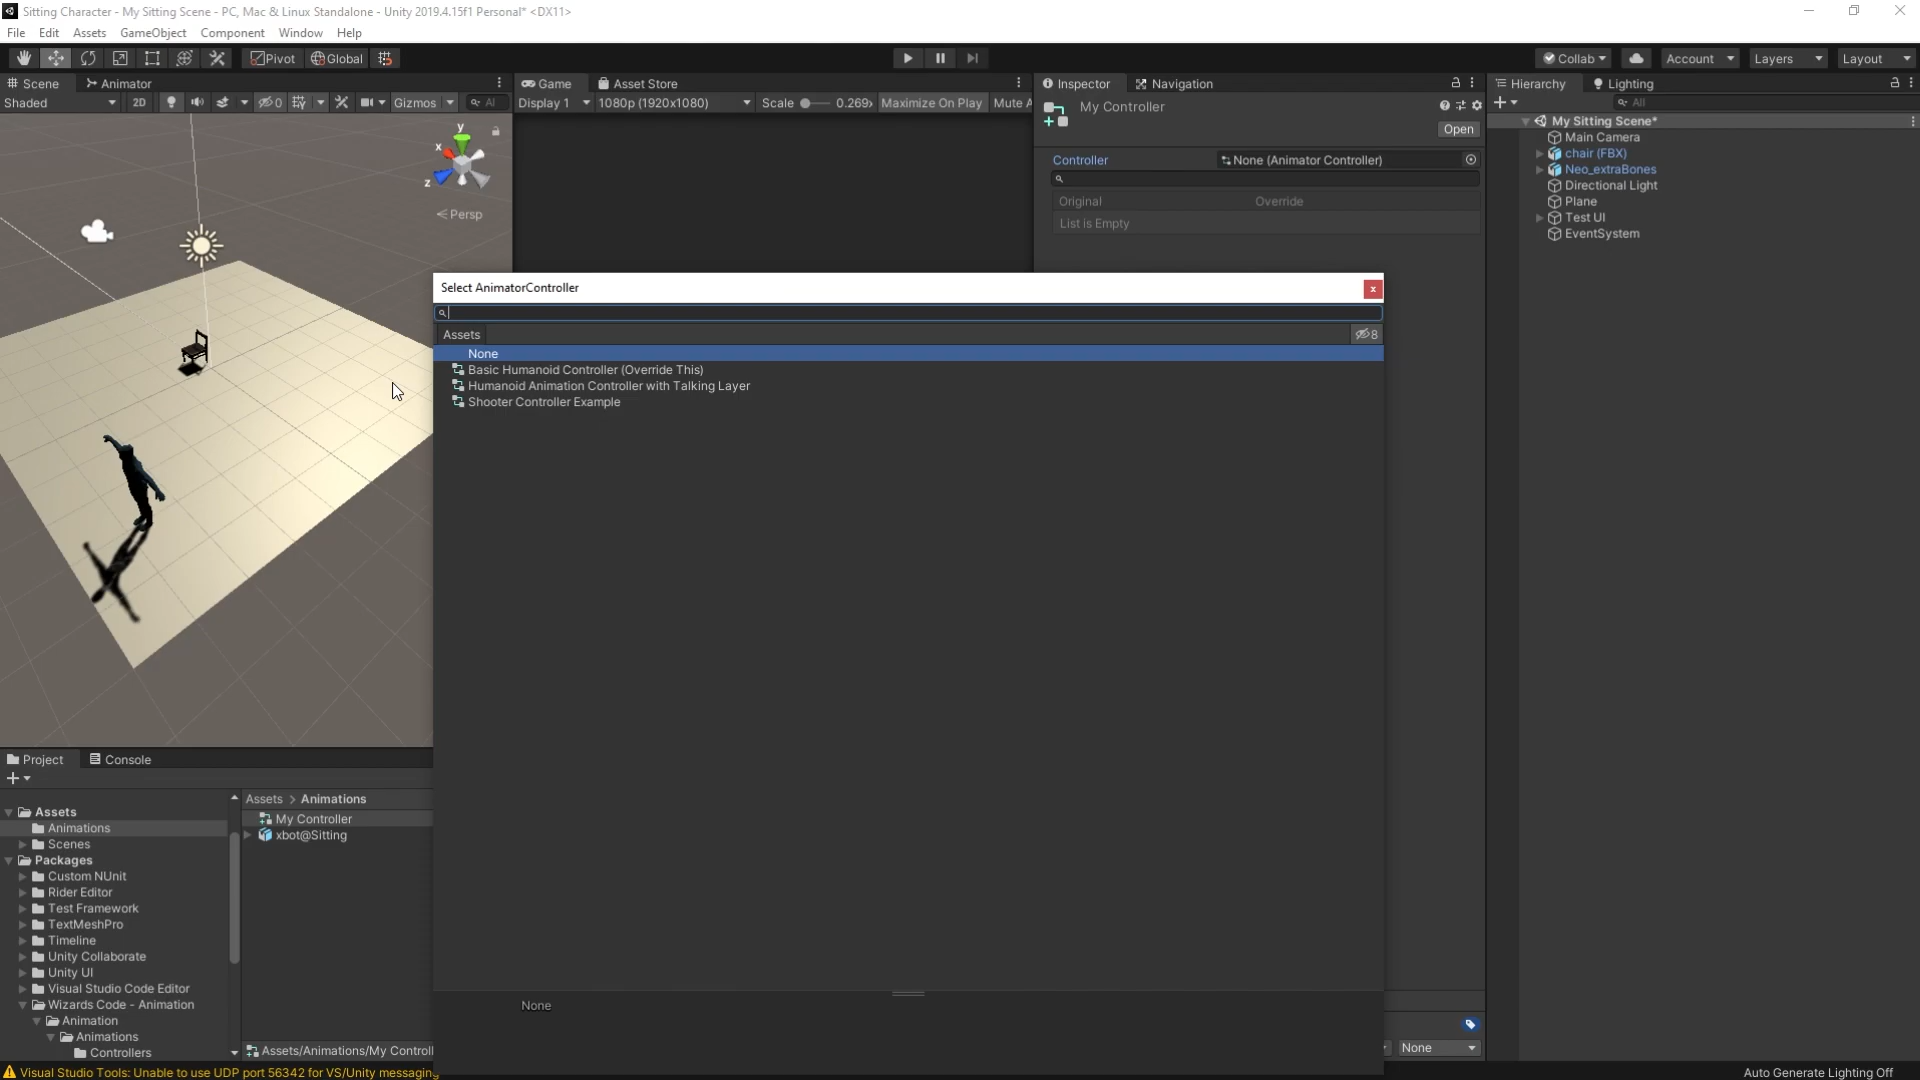 Sitting Character - My Sitting Scene - PC, Mac & Linux Standalone - Unity 2019.4.15f1 Personal* <DX11>
File Edit Assets GameObject Component Window Help
Pivot Global Collab Account Layers Layout
Scene Animator Game Asset Store Inspector Navigation Hierarchy Lighting
Shaded 2D 0 Gizmos Al Display 1 1080p (1920x1080) Scale 0.269x Maximize On Play Mute A
All
My Controller
Open
Controller None (Animator Controller)
Original Override
List is Empty
My Sitting Scene*
Main Camera
chair (FBX)
Neo_extraBones
Directional Light
Plane
Test UI
EventSystem
y
x
z
Persp
Select AnimatorController
x
Assets 8
None
Basic Humanoid Controller (Override This)
Humanoid Animation Controller with Talking Layer
Shooter Controller Example
None
None
Project Console
Assets
Animations
Scenes
Packages
Custom NUnit
Rider Editor
Test Framework
TextMeshPro
Timeline
Unity Collaborate
Unity UI
Visual Studio Code Editor
Wizards Code - Animation
Animation
Animations
Controllers
Assets > Animations
My Controller
xbot@Sitting
Assets/Animations/My Controll
Visual Studio Tools: Unable to use UDP port 56342 for VS/Unity messaging
Auto Generate Lighting Off